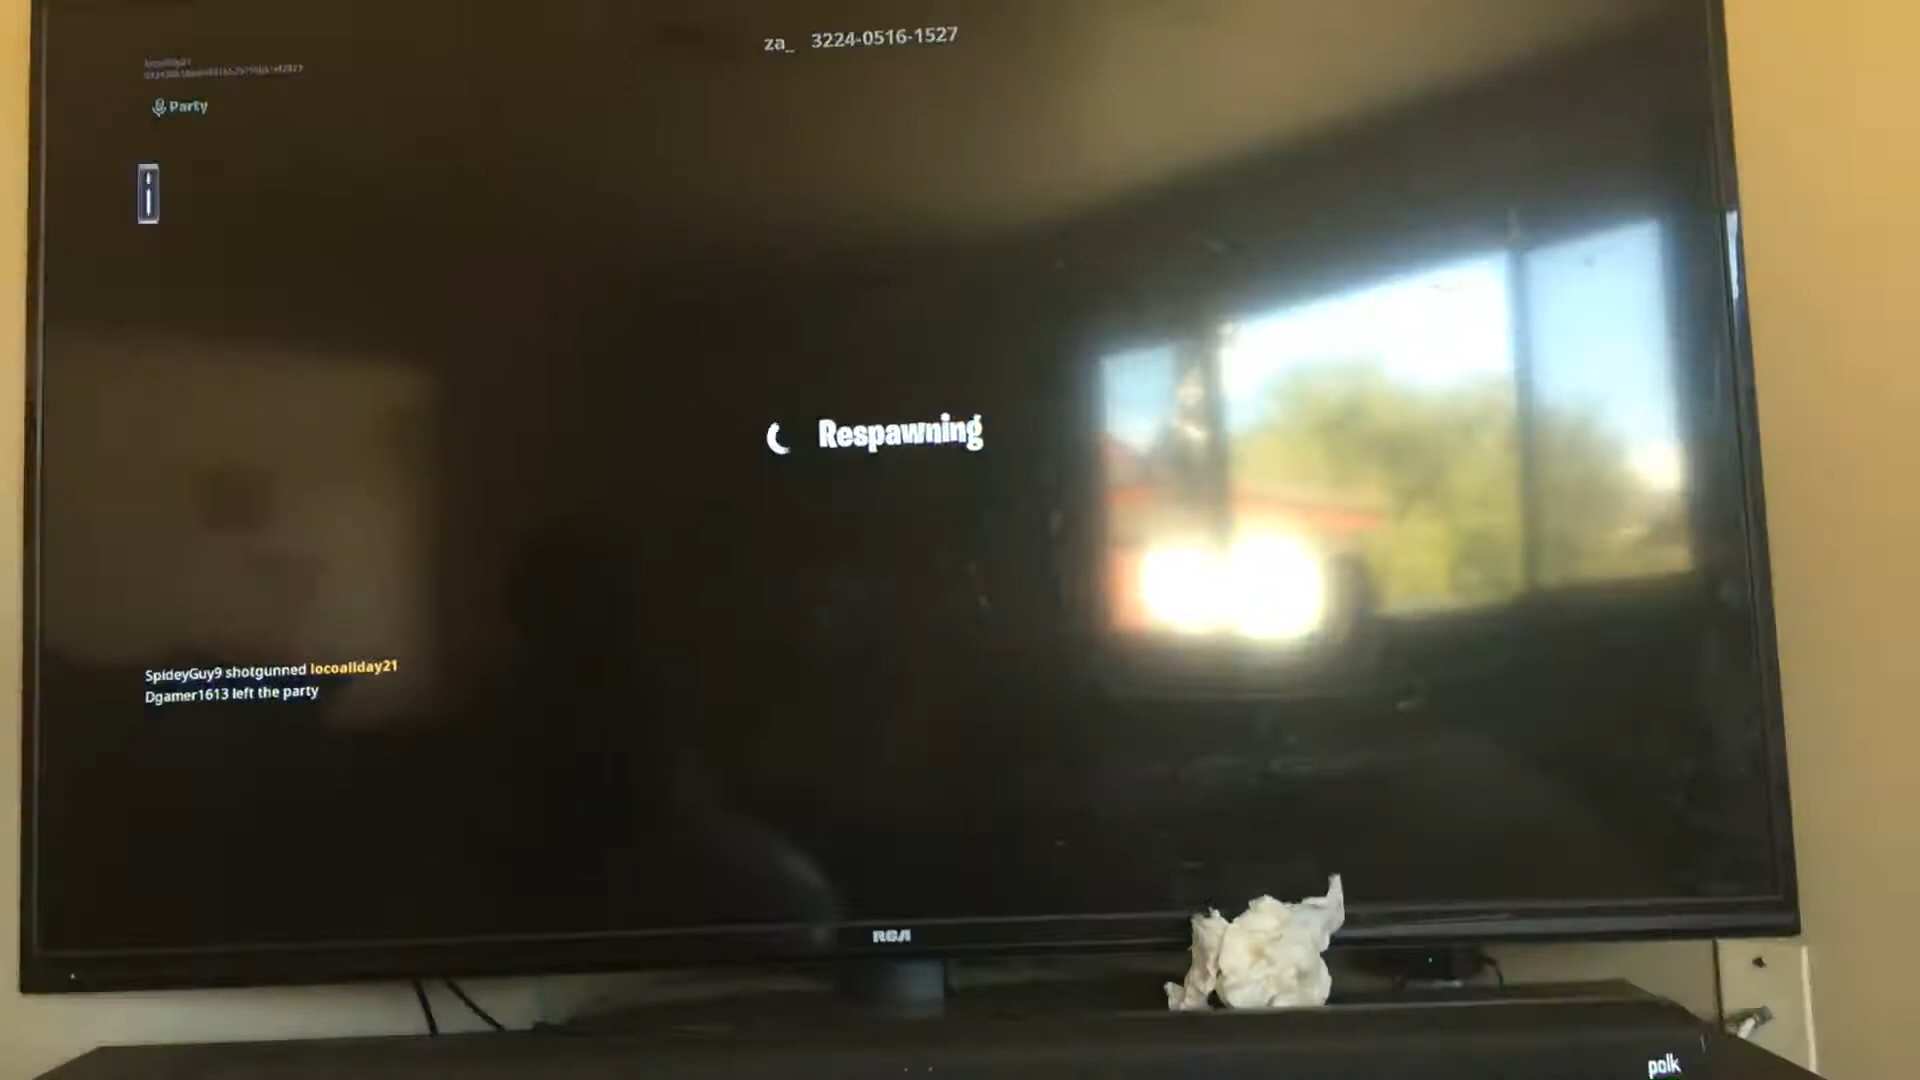 za_ 3224-0516-1527
Party
Respawning
SpideyGuy9 shotgunned locoallday21
Dgamer1613 left the party
RCA
polk